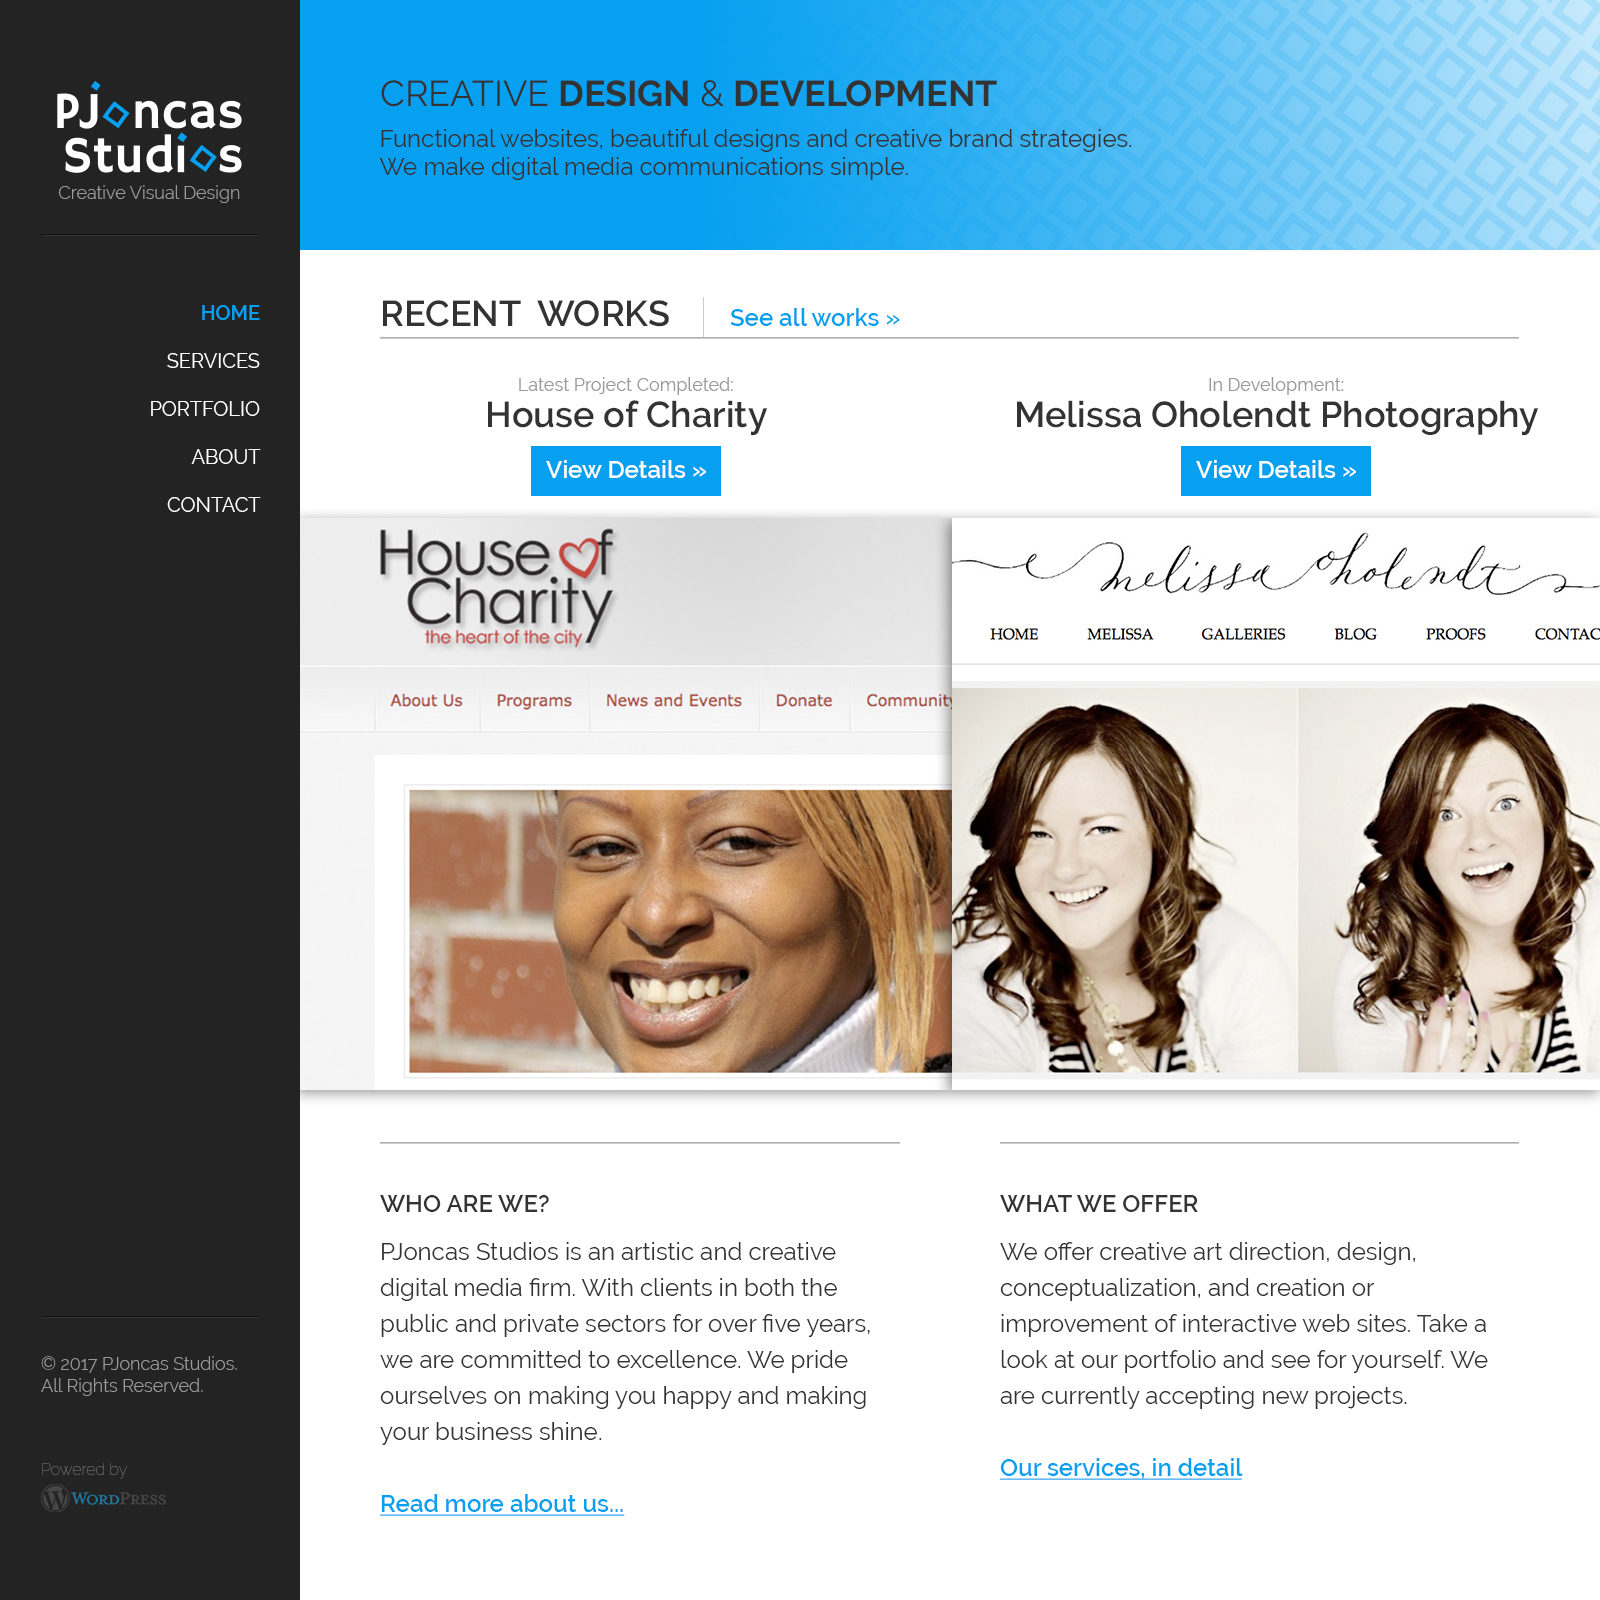 PJoncas
Studios
Creative Visual Design
HOME
SERVICES
PORTFOLIO
ABOUT
CONTACT
© 2017 PJoncas Studios.
All Rights Reserved.
Powered by
WORDPRESS
CREATIVE DESIGN & DEVELOPMENT
Functional websites, beautiful designs and creative brand strategies.
We make digital media communications simple.
RECENT WORKS
See all works »
Latest Project Completed:
House of Charity
View Details »
In Development:
Melissa Oholendt Photography
View Details »
House of
Charity
the heart of the city
About Us Programs News and Events Donate Community
melissa oholendt
HOME MELISSA GALLERIES BLOG PROOFS CONTAC
WHO ARE WE?
PJoncas Studios is an artistic and creative
digital media firm. With clients in both the
public and private sectors for over five years,
we are committed to excellence. We pride
ourselves on making you happy and making
your business shine.
Read more about us...
WHAT WE OFFER
We offer creative art direction, design,
conceptualization, and creation or
improvement of interactive web sites. Take a
look at our portfolio and see for yourself. We
are currently accepting new projects.
Our services, in detail